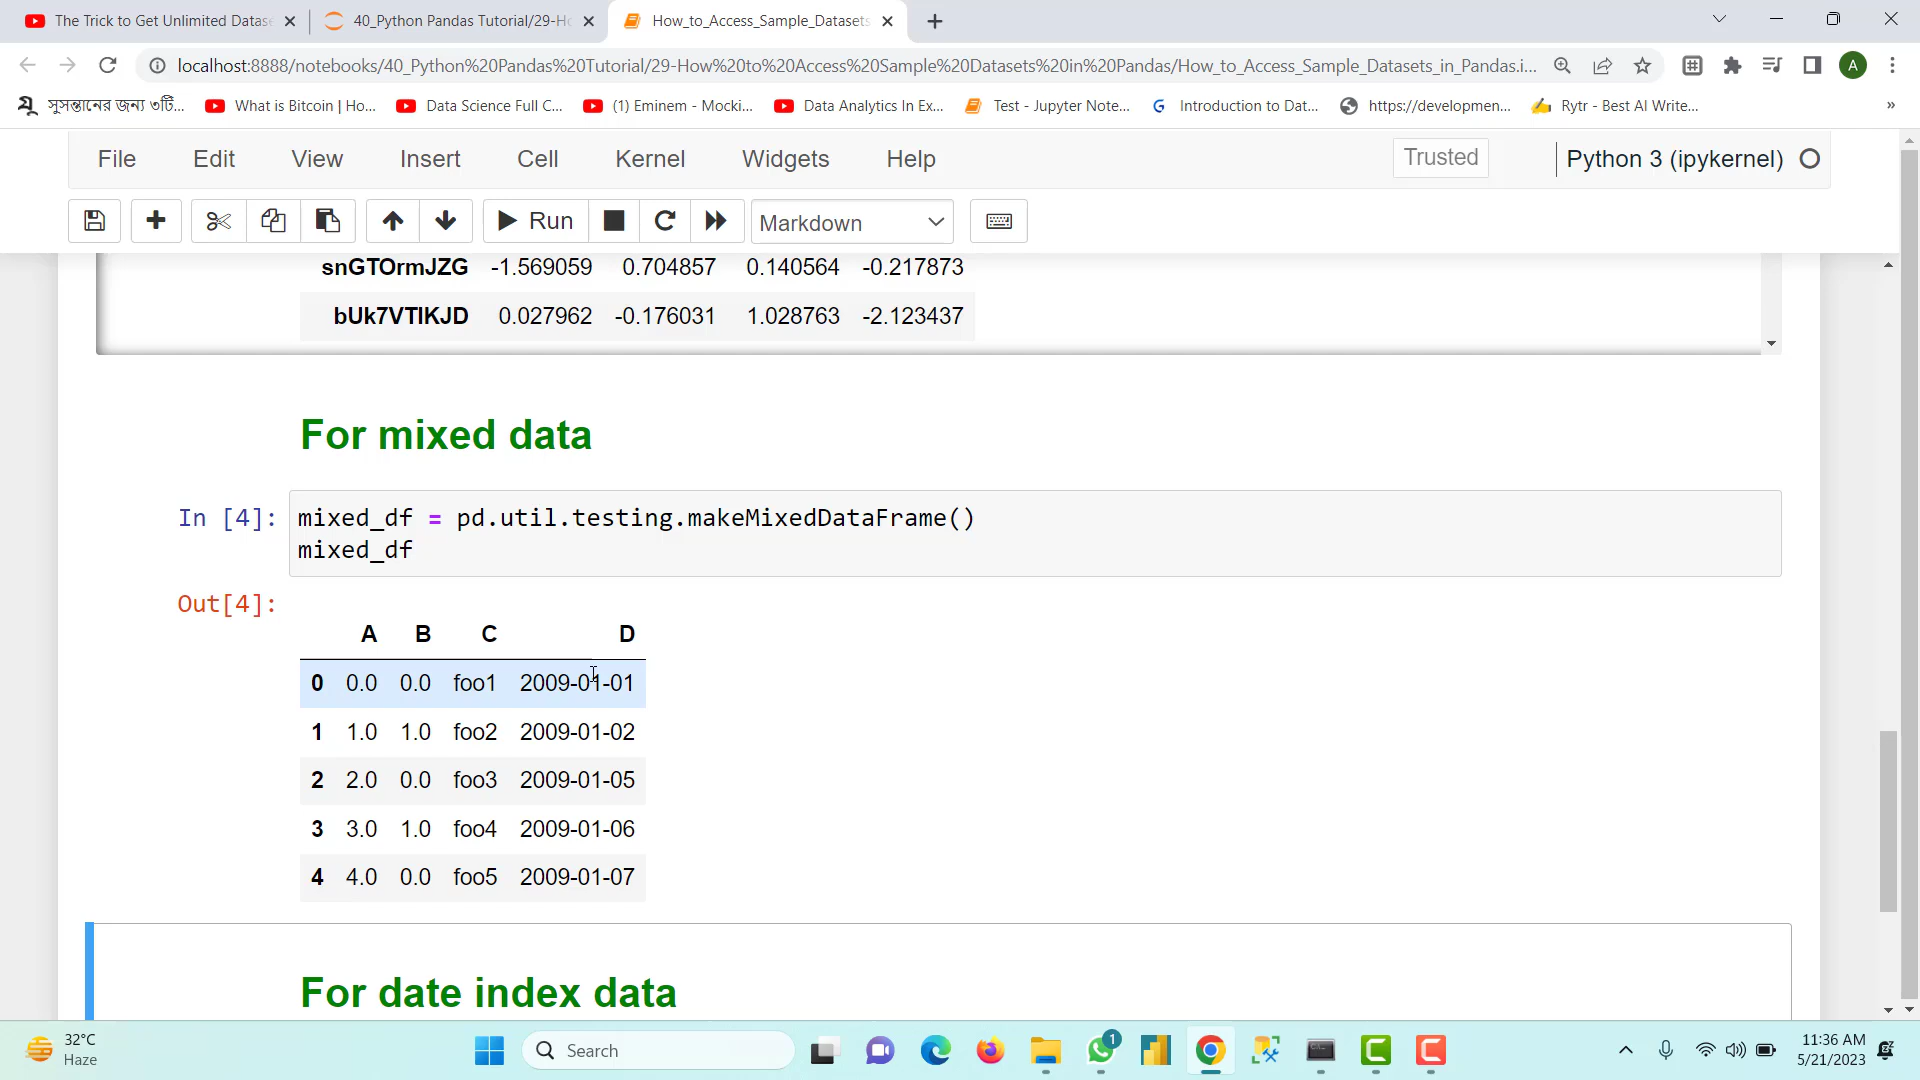 The Trick to Get Unlimited Datase
40_Python Pandas Tutorial/29-Ho
How_to_Access_Sample_Datasets
localhost:8888/notebooks/40_Python%20Pandas%20Tutorial/29-How%20to%20Access%20Sample%20Datasets%20in%20Pandas/How_to_Access_Sample_Datasets_in_Pandas.i...
A
সুসন্তানের জন্য ৩টি...
What is Bitcoin | Ho...
Data Science Full C...
(1) Eminem - Mocki...
Data Analytics In Ex...
Test - Jupyter Note...
Introduction to Dat...
https://developmen...
Rytr - Best AI Write...
»
File Edit View Insert Cell Kernel Widgets Help
Trusted
Python 3 (ipykernel)
Run
Markdown
snGTOrmJZG -1.569059 0.704857 0.140564 -0.217873
bUk7VTIKJD 0.027962 -0.176031 1.028763 -2.123437
For mixed data
In [4]: mixed_df = pd.util.testing.makeMixedDataFrame()
mixed_df
Out[4]:
A B C D
0 0.0 0.0 foo1 2009-01-01
1 1.0 1.0 foo2 2009-01-02
2 2.0 0.0 foo3 2009-01-05
3 3.0 1.0 foo4 2009-01-06
4 4.0 0.0 foo5 2009-01-07
For date index data
32°C
Haze
Search
1
11:36 AM
5/21/2023